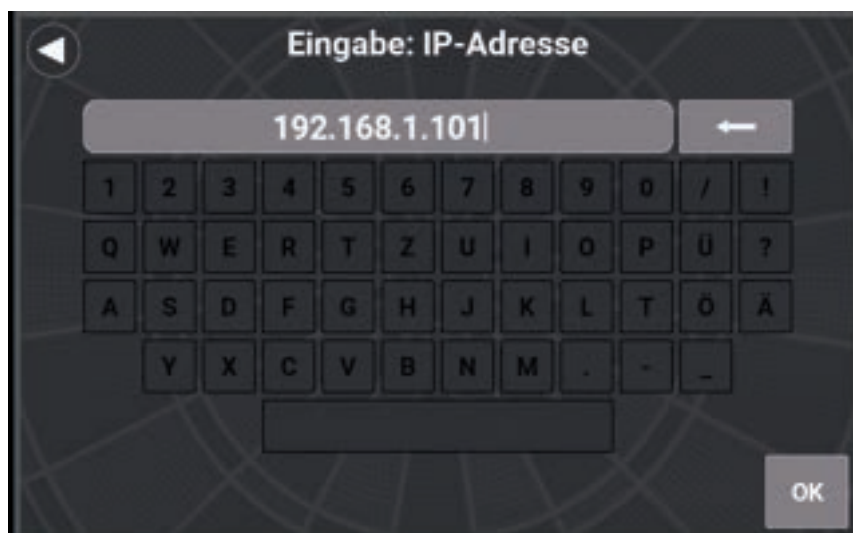 Eingabe: IP-Adresse
192.168.1.101
1 2 3 4 5 6 7 8 9 0 / !
Q W E R T Z U I O P Ü ?
A S D F G H J K L T Ö Ä
Y X C V B N M . - _
OK